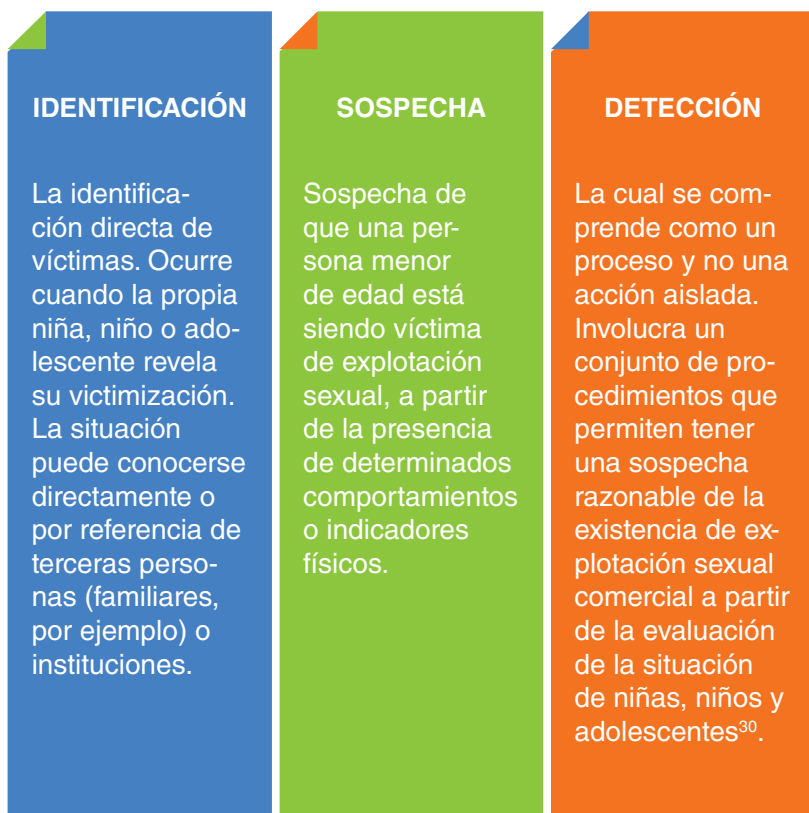 IDENTIFICACIÓN
La identifica-
ción directa de
víctimas. Ocurre
cuando la propia
niña, niño o ado-
lescente revela
su victimización.
La situación
puede conocerse
directamente o
por referencia de
terceras perso-
nas (familiares,
por ejemplo) o
instituciones.
SOSPECHA
Sospecha de
que una per-
sona menor
de edad está
siendo víctima
de explotación
sexual, a partir
de la presencia
de determinados
comportamientos
o indicadores
físicos.
DETECCIÓN
La cual se com-
prende como un
proceso y no una
acción aislada.
Involucra un
conjunto de pro-
cedimientos que
permiten tener
una sospecha
razonable de la
existencia de ex-
plotación sexual
comercial a partir
de la evaluación
de la situación
de niñas, niños y
adolescentes³⁰.